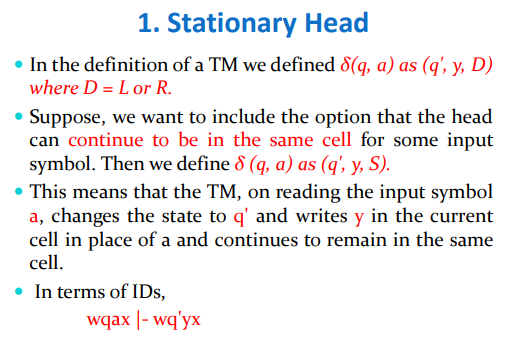 1. Stationary Head
• In the definition of a TM we defined δ(q, a) as (q', y, D)
where D = L or R.
• Suppose, we want to include the option that the head
can continue to be in the same cell for some input
symbol. Then we define δ (q, a) as (q', y, S).
• This means that the TM, on reading the input symbol
a, changes the state to q' and writes y in the current
cell in place of a and continues to remain in the same
cell.
• In terms of IDs,
wqax |- wq'yx